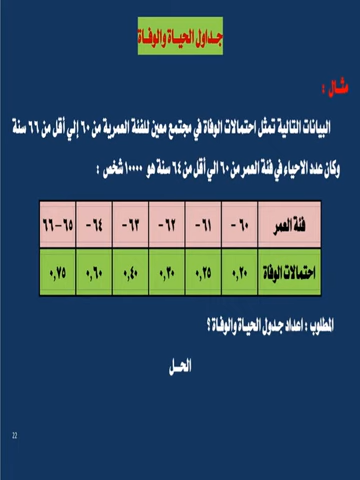 جداول الحياة والوفاة
مثال :
البيانات التالية تمثل احتمالات الوفاة في مجتمع معين للفئة العمرية من ٦٠ إلي أقل من ٦٦ سنة
وكان عدد الاحياء في فئة العمر من ٦٠ الي أقل من ٦٤ سنة هو ١٠٠٠٠ شخص :
فئة العمر ٦٠ - ٦١ - ٦٢ - ٦٣ - ٦٤ - ٦٥ – ٦٦
احتمالات الوفاة ٠,٢٠ ٠,٢٥ ٠,٣٠ ٠,٤٠ ٠,٦٠ ٠,٧٥
المطلوب : اعداد جدول الحياة والوفاة ؟
الحل
22